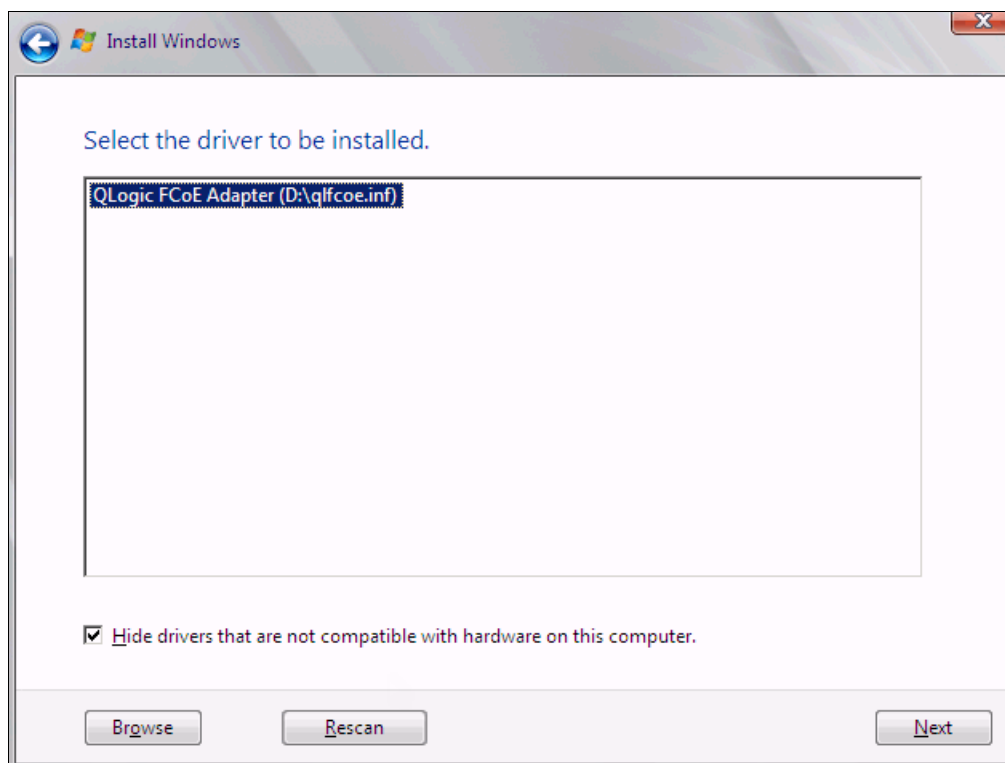 Install Windows
Select the driver to be installed.
QLogic FCoE Adapter (D:\qlfcoe.inf)
Hide drivers that are not compatible with hardware on this computer.
Browse Rescan Next